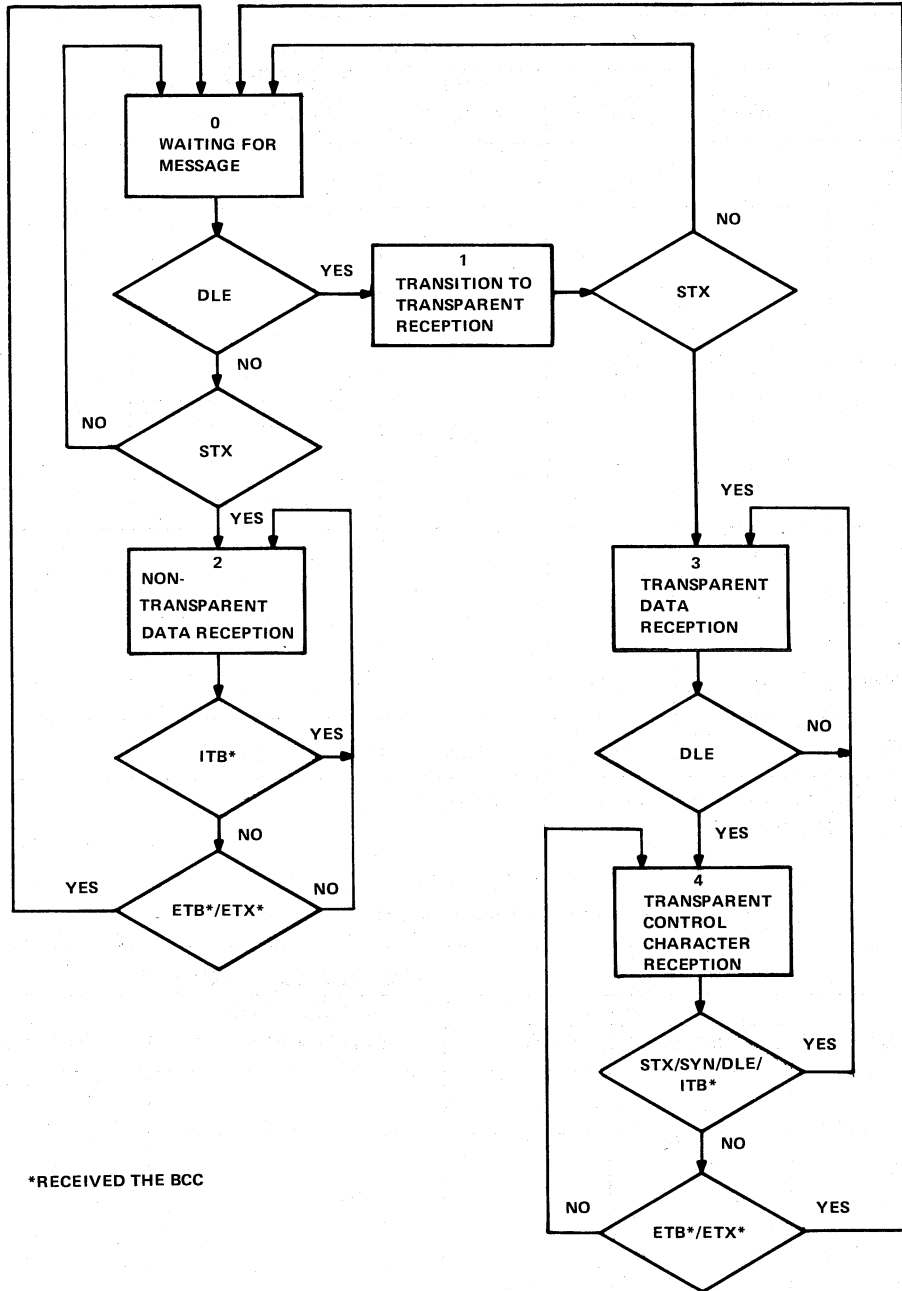 0
WAITING FOR
MESSAGE
NO
DLE
YES
1
TRANSITION TO
TRANSPARENT
RECEPTION
STX
NO
NO
STX
YES
YES
2
NON-
TRANSPARENT
DATA RECEPTION
3
TRANSPARENT
DATA
RECEPTION
ITB*
YES
DLE
NO
NO
YES
YES
ETB*/ETX*
NO
4
TRANSPARENT
CONTROL
CHARACTER
RECEPTION
STX/SYN/DLE/
ITB*
YES
NO
*RECEIVED THE BCC
NO
ETB*/ETX*
YES